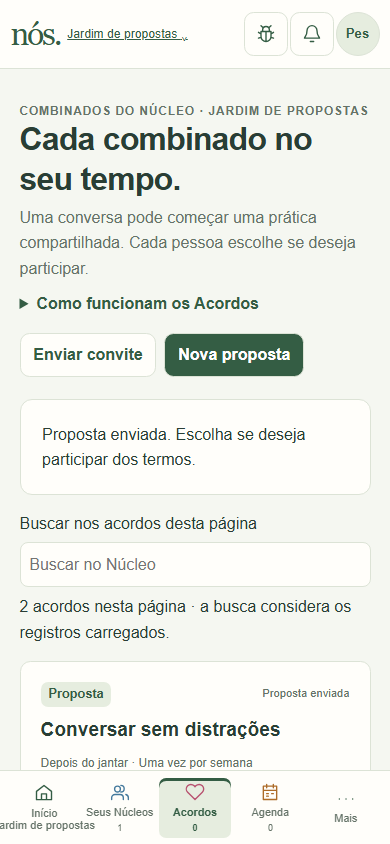 nós. Jardim de propostas
Pes
COMBINADOS DO NÚCLEO · JARDIM DE PROPOSTAS
Cada combinado no
seu tempo.
Uma conversa pode começar uma prática
compartilhada. Cada pessoa escolhe se deseja
participar.
Como funcionam os Acordos
Enviar convite Nova proposta
Proposta enviada. Escolha se deseja
participar dos termos.
Buscar nos acordos desta página
Buscar no Núcleo
2 acordos nesta página · a busca considera os
registros carregados.
Proposta Proposta enviada
Conversar sem distrações
Depois do jantar · Uma vez por semana
Início Seus Núcleos Acordos Agenda Mais
ardim de propostas 1 0 0